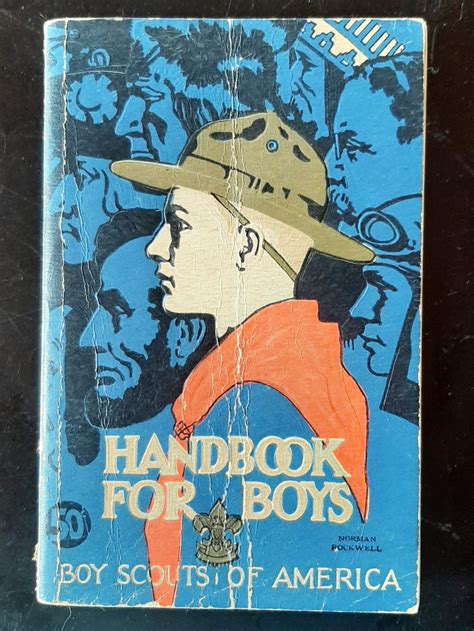 HANDBOOK
FOR BOYS
50¢
NORMAN
ROCKWELL
BOY SCOUTS OF AMERICA